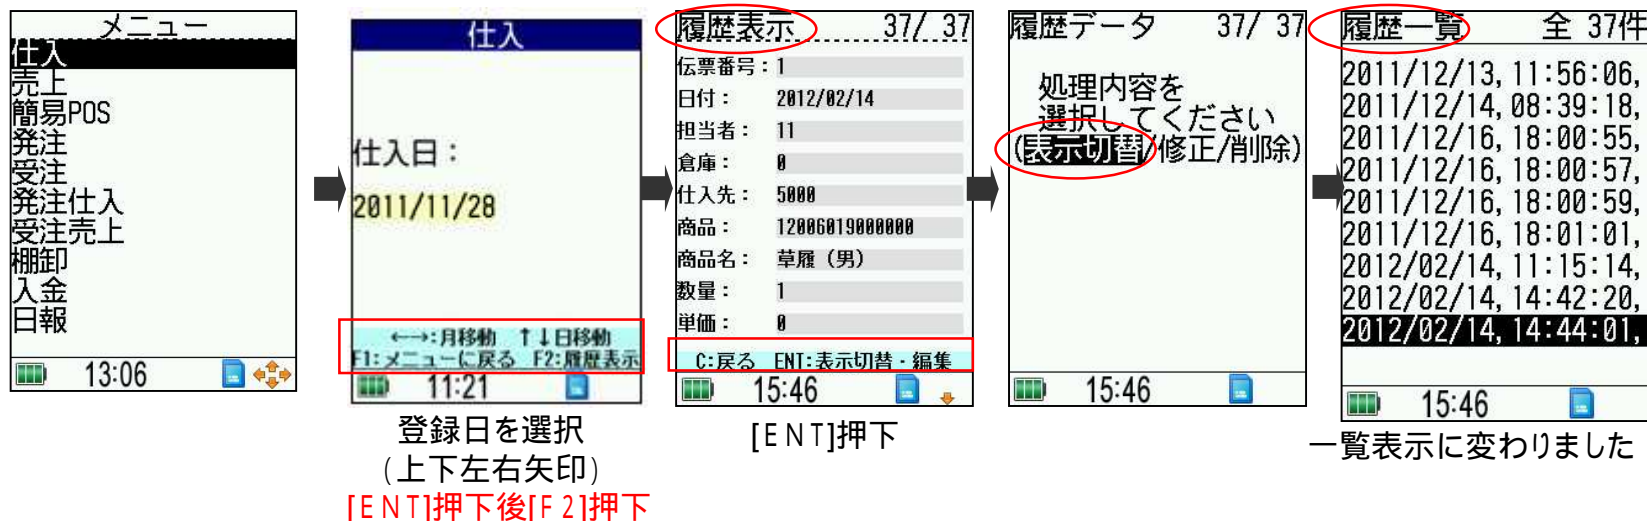 メニュー
仕入
売上
簡易POS
発注
受注
発注仕入
受注売上
棚卸
入金
日報
13:06
仕入
仕入日：
2011/11/28
←→:月移動 ↑↓日移動
F1:メニューに戻る F2:履歴表示
11:21
登録日を選択
(上下左右矢印)
[ENT]押下後[F2]押下
履歴表示 37/ 37
伝票番号：1
日付： 2012/02/14
担当者： 11
倉庫： 0
仕入先： 5000
商品： 12006019000000
商品名： 草履（男）
数量： 1
単価： 0
C:戻る ENT:表示切替・編集
15:46
[ENT]押下
履歴データ 37/ 37
処理内容を
選択してください
(表示切替/修正/削除)
15:46
履歴一覧 全 37件
2011/12/13, 11:56:06,
2011/12/14, 08:39:18,
2011/12/16, 18:00:55,
2011/12/16, 18:00:57,
2011/12/16, 18:00:59,
2011/12/16, 18:01:01,
2012/02/14, 11:15:14,
2012/02/14, 14:42:20,
2012/02/14, 14:44:01,
15:46
一覧表示に変わりました